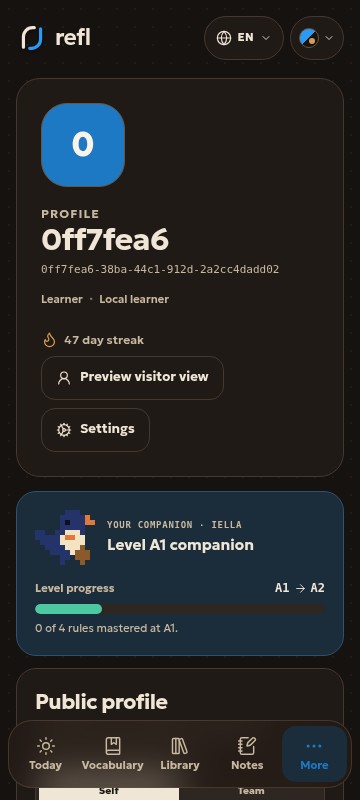 refl
EN
0
PROFILE
0ff7fea6
0ff7fea6-38ba-44c1-912d-2a2cc4dadd02
Learner · Local learner
47 day streak
Preview visitor view
Settings
YOUR COMPANION · IELLA
Level A1 companion
Level progress
A1 → A2
0 of 4 rules mastered at A1.
Public profile
Today
Vocabulary
Library
Notes
More
Self
Team